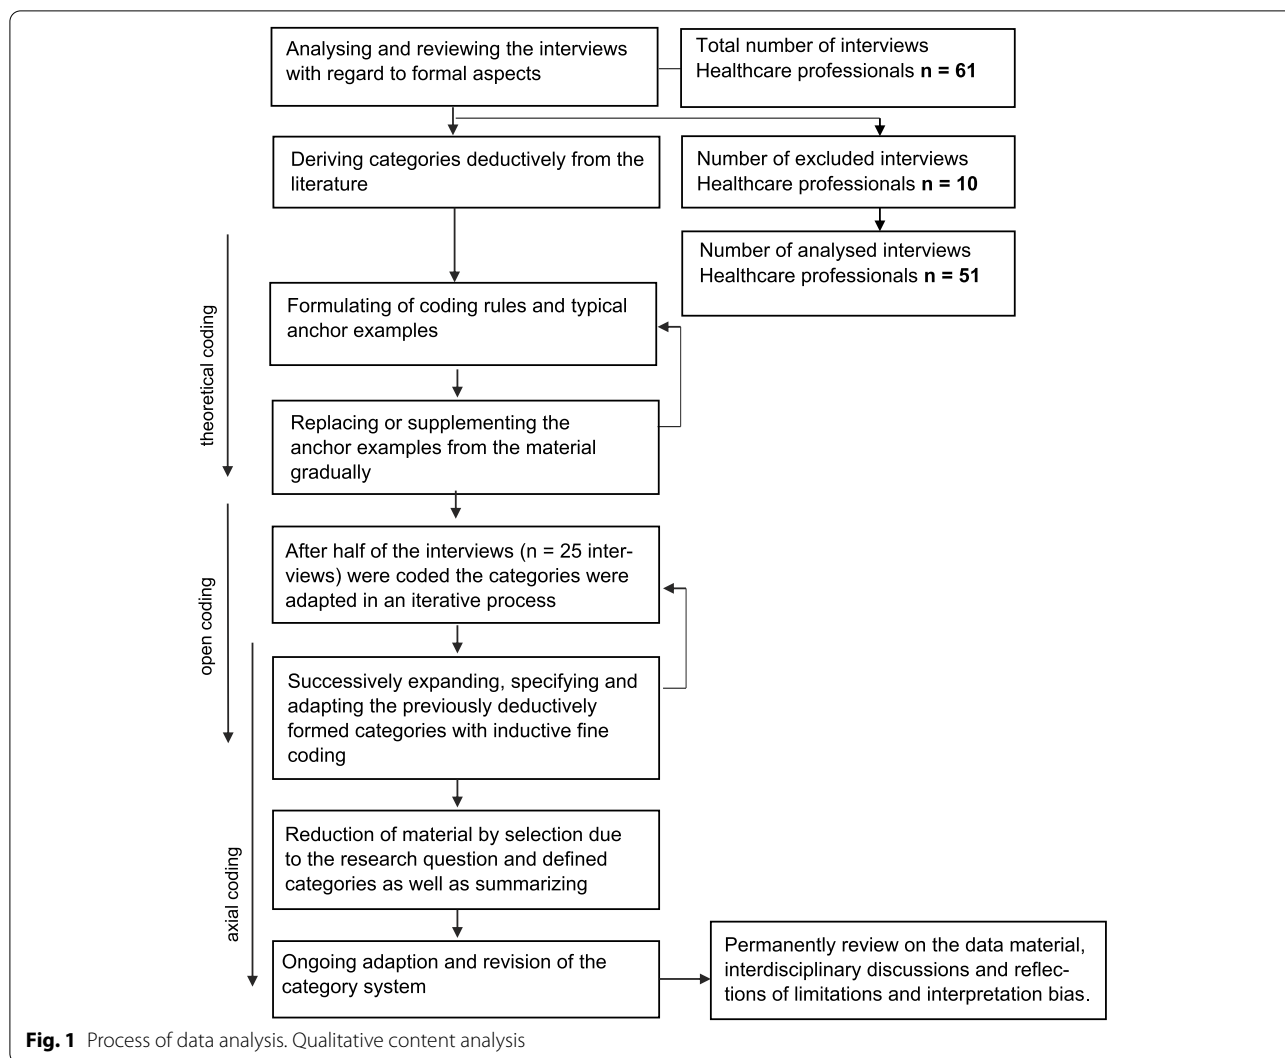 Analysing and reviewing the interviews
with regard to formal aspects
Total number of interviews
Healthcare professionals n = 61
Deriving categories deductively from the
literature
Number of excluded interviews
Healthcare professionals n = 10
Number of analysed interviews
Healthcare professionals n = 51
theoretical coding
Formulating of coding rules and typical
anchor examples
Replacing or supplementing the
anchor examples from the material
gradually
open coding
After half of the interviews (n = 25 inter-
views) were coded the categories were
adapted in an iterative process
Successively expanding, specifying and
adapting the previously deductively
formed categories with inductive fine
coding
axial coding
Reduction of material by selection due
to the research question and defined
categories as well as summarizing
Ongoing adaption and revision of the
category system
Permanently review on the data material,
interdisciplinary discussions and reflec-
tions of limitations and interpretation bias.
Fig. 1 Process of data analysis. Qualitative content analysis